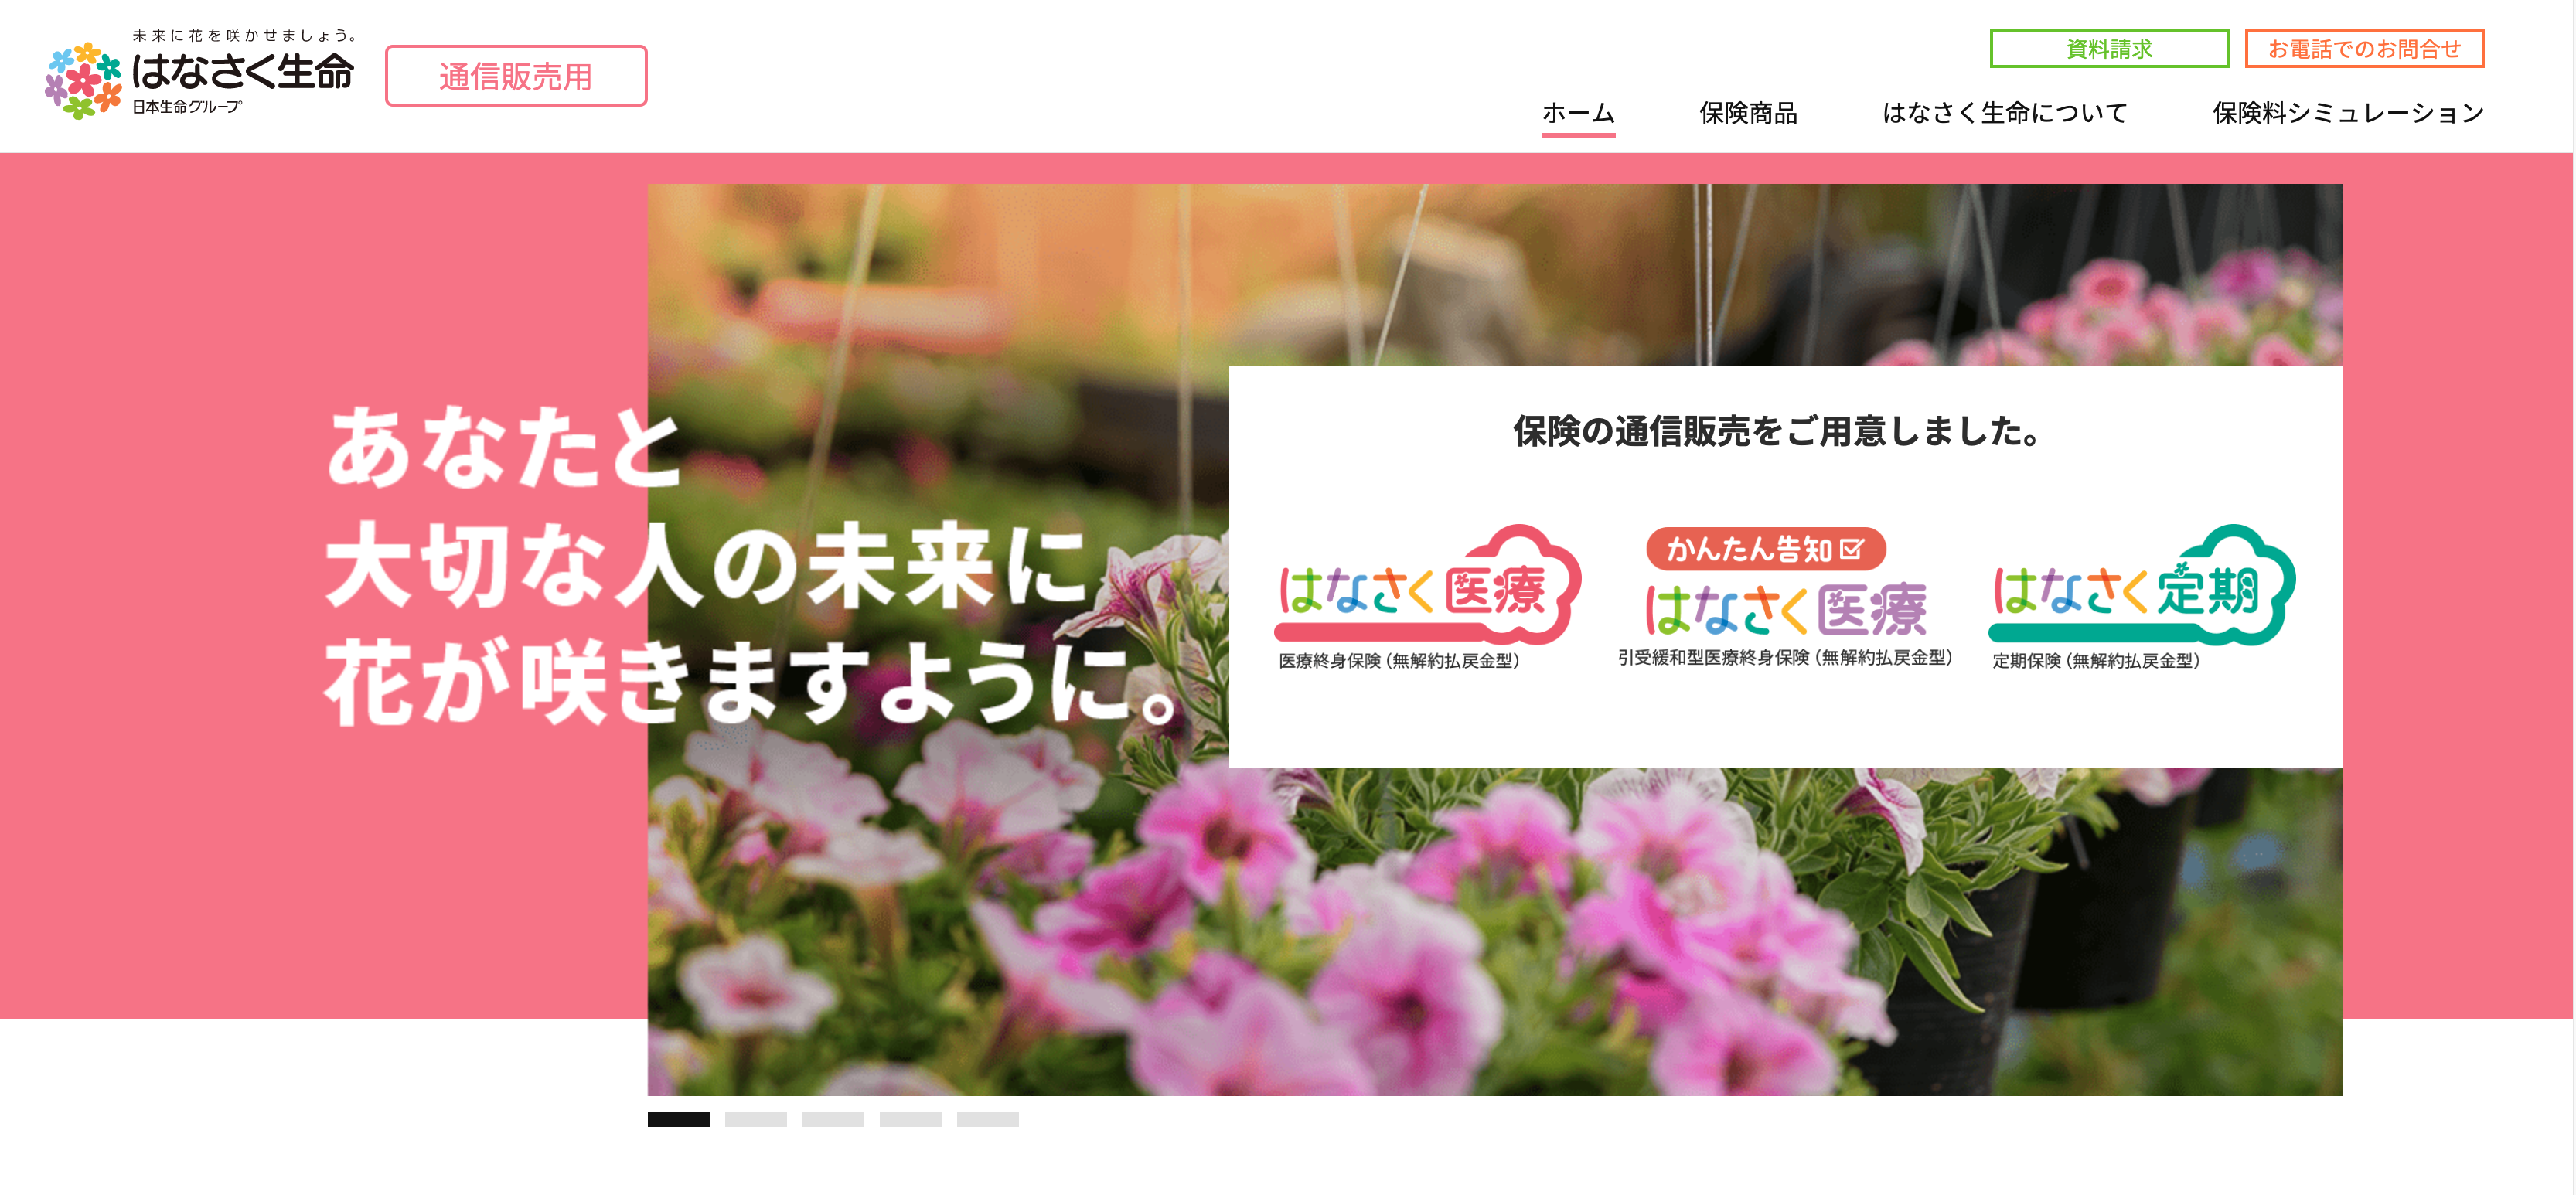 未来に花を咲かせましょう。
はなさく生命
日本生命グループ
通信販売用
資料請求
お電話でのお問合せ
ホーム
保険商品
はなさく生命について
保険料シミュレーション
あなたと
大切な人の未来に
花が咲きますように。
保険の通信販売をご用意しました。
はなさく医療
医療終身保険（無解約払戻金型）
かんたん告知
はなさく医療
引受緩和型医療終身保険（無解約払戻金型）
はなさく定期
定期保険（無解約払戻金型）